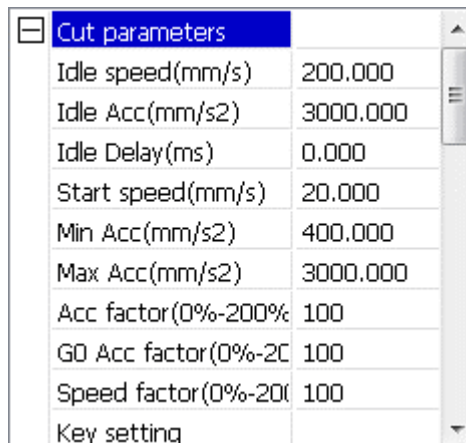 Cut parameters
Idle speed(mm/s) 200.000
Idle Acc(mm/s2) 3000.000
Idle Delay(ms) 0.000
Start speed(mm/s) 20.000
Min Acc(mm/s2) 400.000
Max Acc(mm/s2) 3000.000
Acc factor(0%-200% 100
G0 Acc factor(0%-20 100
Speed factor(0%-20( 100
Key setting